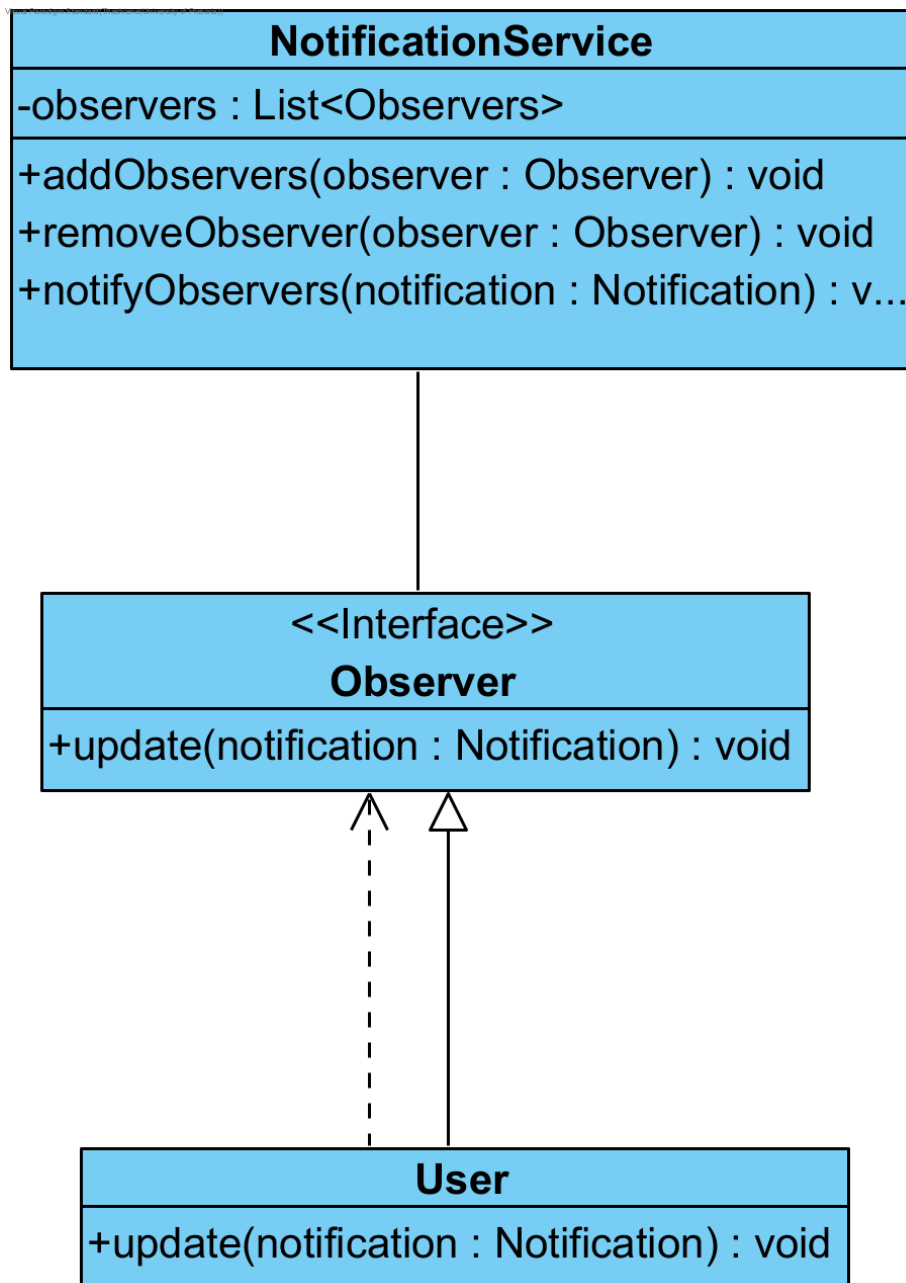 NotificationService
-observers : List<Observers>
+addObservers(observer : Observer) : void
+removeObserver(observer : Observer) : void
+notifyObservers(notification : Notification) : v...
<<Interface>>
Observer
+update(notification : Notification) : void
User
+update(notification : Notification) : void